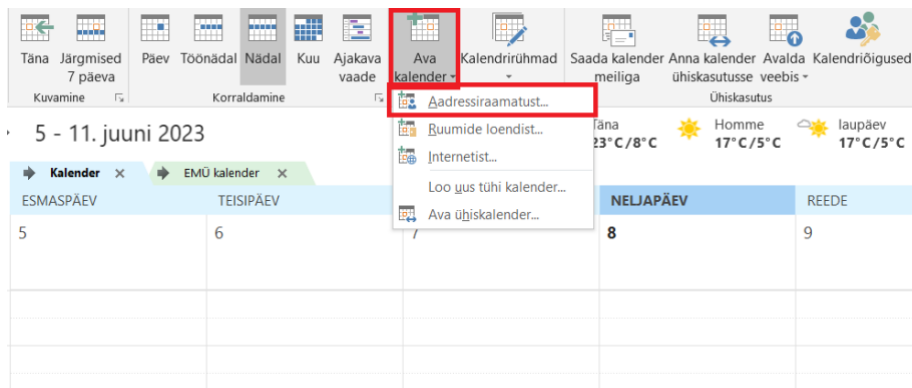 Täna Järgmised 7 päeva
Päev Töönädal Nädal Kuu Ajakava vaade
Ava kalender
Kalendrirühmad
Saada kalender meiliga
Anna kalender ühiskasutusse
Avalda veebis
Kalendriõigused
Kuvamine
Korraldamine
Ühiskasutus
Aadressiraamatust...
Ruumide loendist...
Internetist...
Loo uus tühi kalender...
Ava ühiskalender...
5 - 11. juuni 2023
Täna
23°C/8°C
Homme
17°C/5°C
laupäev
17°C/5°C
Kalender
EMÜ kalender
ESMASPÄEV TEISIPÄEV NELJAPÄEV REEDE
5 6 7 8 9